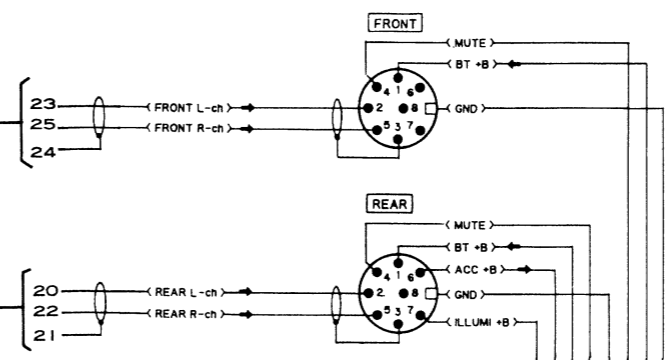 FRONT
MUTE
BT +B
4 1 6
23 FRONT L-ch 2 8 GND
25 FRONT R-ch 5 3 7
24
REAR
MUTE
BT +B
4 1 6 ACC +B
20 REAR L-ch 2 8 GND
22 REAR R-ch 5 3 7 ILLUMI +B
21